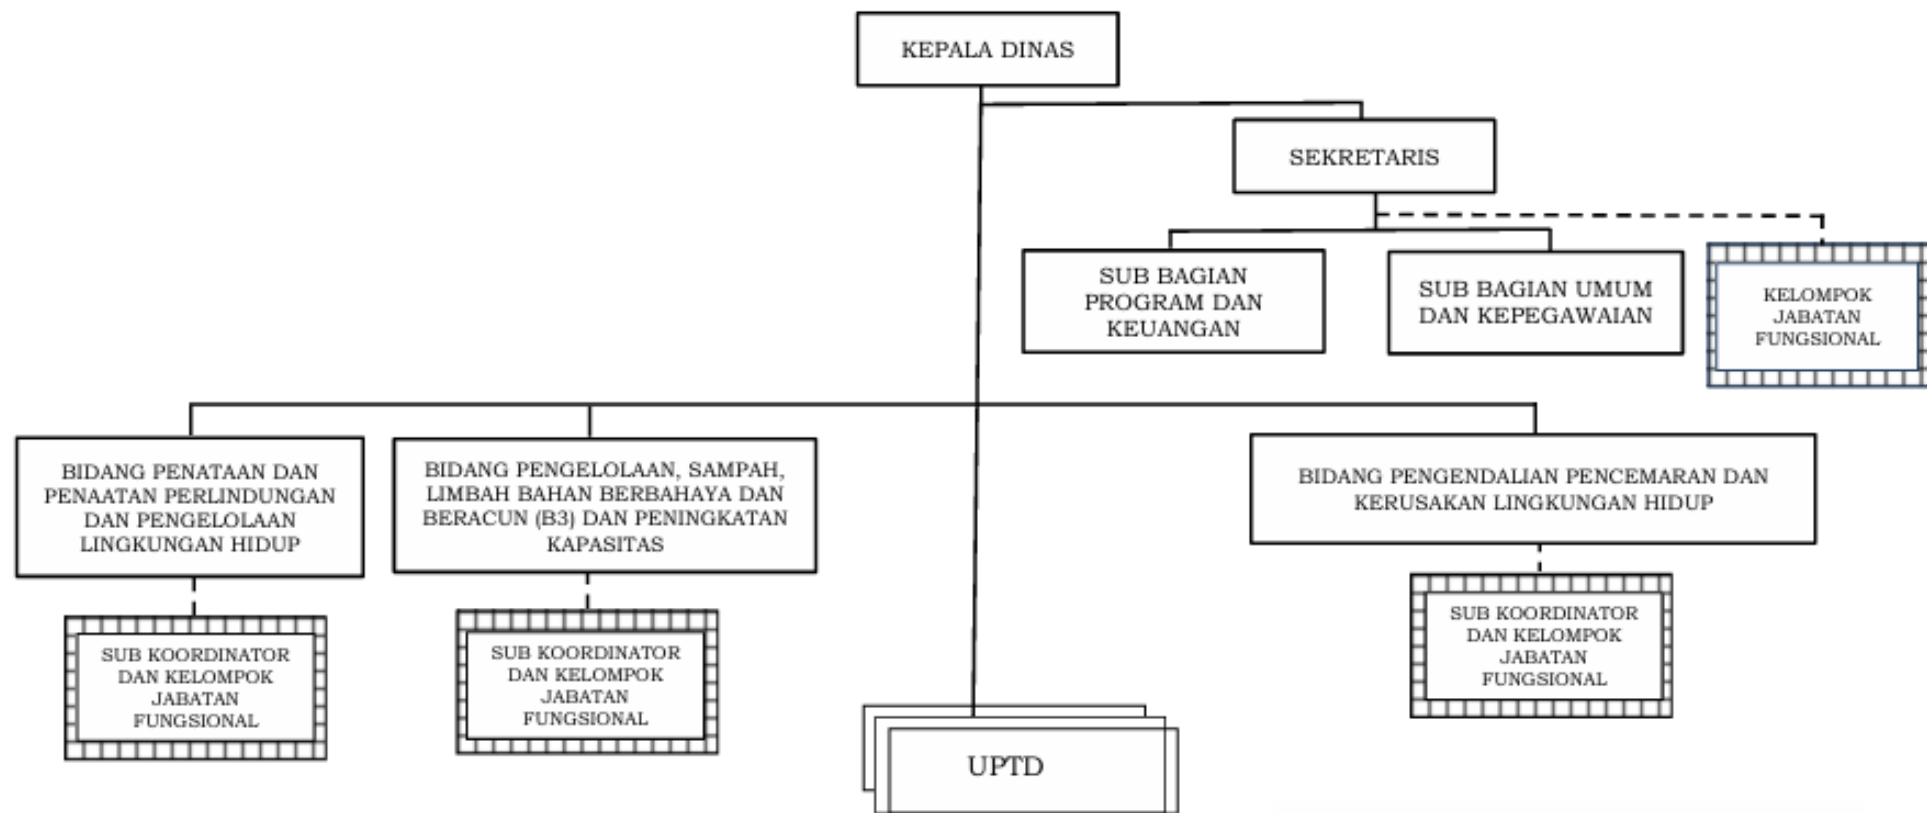 KEPALA DINAS
SEKRETARIS
SUB BAGIAN
PROGRAM DAN
KEUANGAN
SUB BAGIAN UMUM
DAN KEPEGAWAIAN
KELOMPOK
JABATAN
FUNGSIONAL
BIDANG PENATAAN DAN
PENAATAN PERLINDUNGAN
DAN PENGELOLAAN
LINGKUNGAN HIDUP
BIDANG PENGELOLAAN, SAMPAH,
LIMBAH BAHAN BERBAHAYA DAN
BERACUN (B3) DAN PENINGKATAN
KAPASITAS
BIDANG PENGENDALIAN PENCEMARAN DAN
KERUSAKAN LINGKUNGAN HIDUP
SUB KOORDINATOR
DAN KELOMPOK
JABATAN
FUNGSIONAL
SUB KOORDINATOR
DAN KELOMPOK
JABATAN
FUNGSIONAL
SUB KOORDINATOR
DAN KELOMPOK
JABATAN
FUNGSIONAL
UPTD